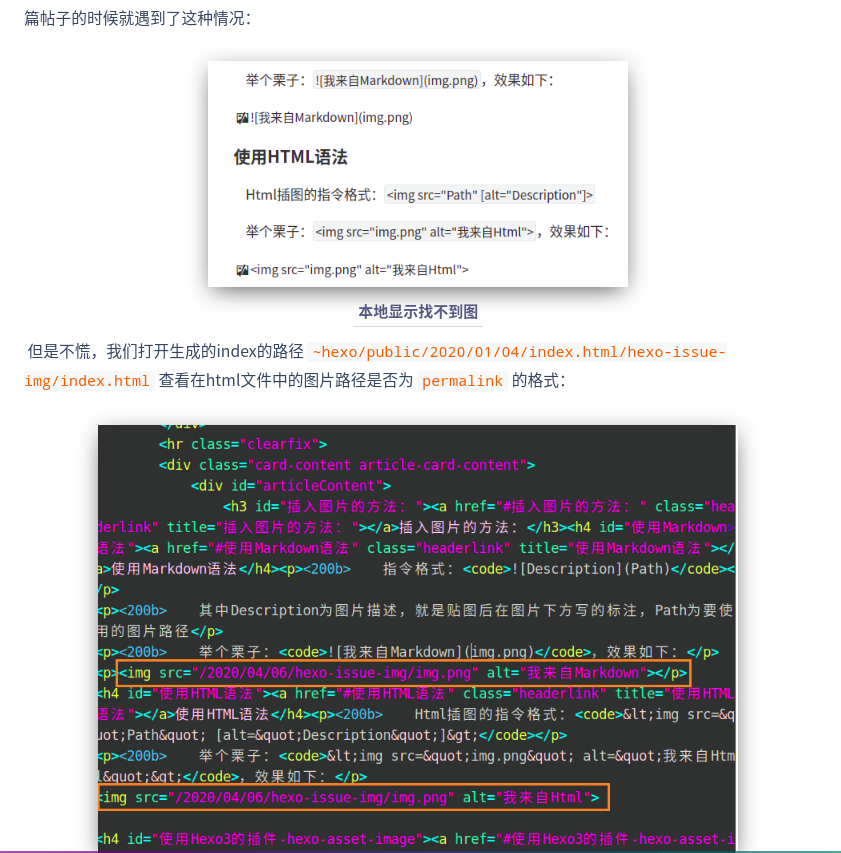 篇帖子的时候就遇到了这种情况：
举个栗子：![我来自Markdown](img.png)，效果如下：
![我来自Markdown](img.png)
使用HTML语法
Html插图的指令格式：<img src="Path" [alt="Description"]>
举个栗子：<img src="img.png" alt="我来自Html">，效果如下：
<img src="img.png" alt="我来自Html">
本地显示找不到图
但是不慌，我们打开生成的index的路径 ~hexo/public/2020/01/04/index.html/hexo-issue-
img/index.html 查看在html文件中的图片路径是否为 permalink 的格式：
</div>
<hr class="clearfix">
<div class="card-content article-card-content">
<div id="articleContent">
<h3 id="插入图片的方法："><a href="#插入图片的方法：" class="hea
derlink" title="插入图片的方法："></a>插入图片的方法：</h3><h4 id="使用Markdown
语法"><a href="#使用Markdown语法" class="headerlink" title="使用Markdown语法"></
a>使用Markdown语法</h4><p><200b>    指令格式：<code>![Description](Path)</code><
/p>
<p><200b>    其中Description为图片描述，就是贴图后在图片下方写的标注，Path为要使
用的图片路径</p>
<p><200b>    举个栗子：<code>![我来自Markdown](img.png)</code>，效果如下：</p>
<p><img src="/2020/04/06/hexo-issue-img/img.png" alt="我来自Markdown"></p>
<h4 id="使用HTML语法"><a href="#使用HTML语法" class="headerlink" title="使用HTML
语法"></a>使用HTML语法</h4><p><200b>    Html插图的指令格式：<code>&lt;img src=&q
uot;Path&quot; [alt=&quot;Description&quot;]&gt;</code></p>
<p><200b>    举个栗子：<code>&lt;img src=&quot;img.png&quot; alt=&quot;我来自Htm
l&quot;&gt;</code>，效果如下：</p>
<img src="/2020/04/06/hexo-issue-img/img.png" alt="我来自Html">
<h4 id="使用Hexo3的插件-hexo-asset-image"><a href="#使用Hexo3的插件-hexo-asset-i